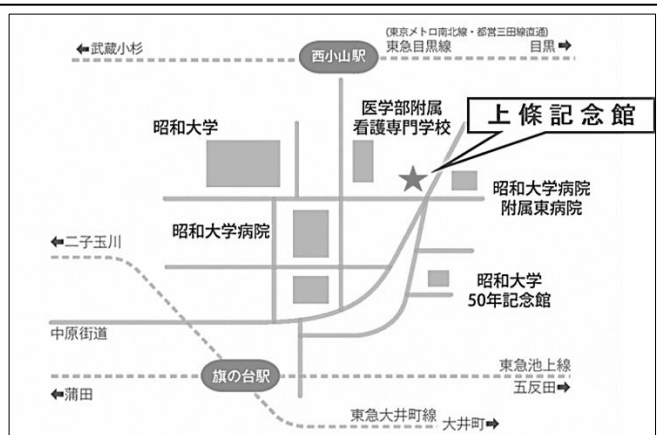 (東京メトロ南北線・都営三田線直通)
←武蔵小杉
西小山駅
東急目黒線
目黒→
医学部附属
看護専門学校
上條記念館
昭和大学
昭和大学病院
附属東病院
昭和大学病院
←二子玉川
昭和大学
50年記念館
中原街道
東急池上線
旗の台駅
五反田→
←蒲田
東急大井町線
大井町→